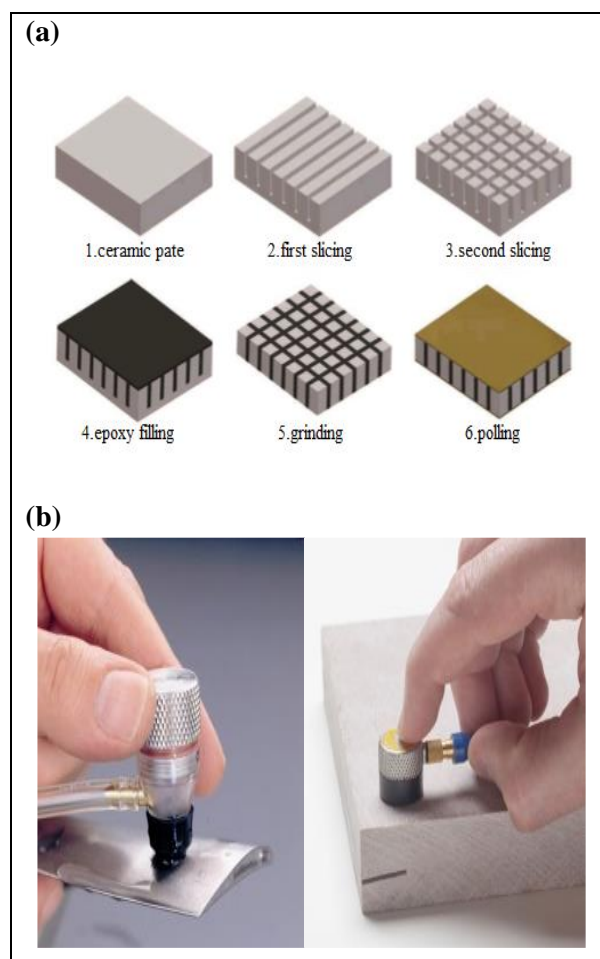 (a)
1.ceramic pate
2.first slicing
3.second slicing
4.epoxy filling
5.grinding
6.polling
(b)